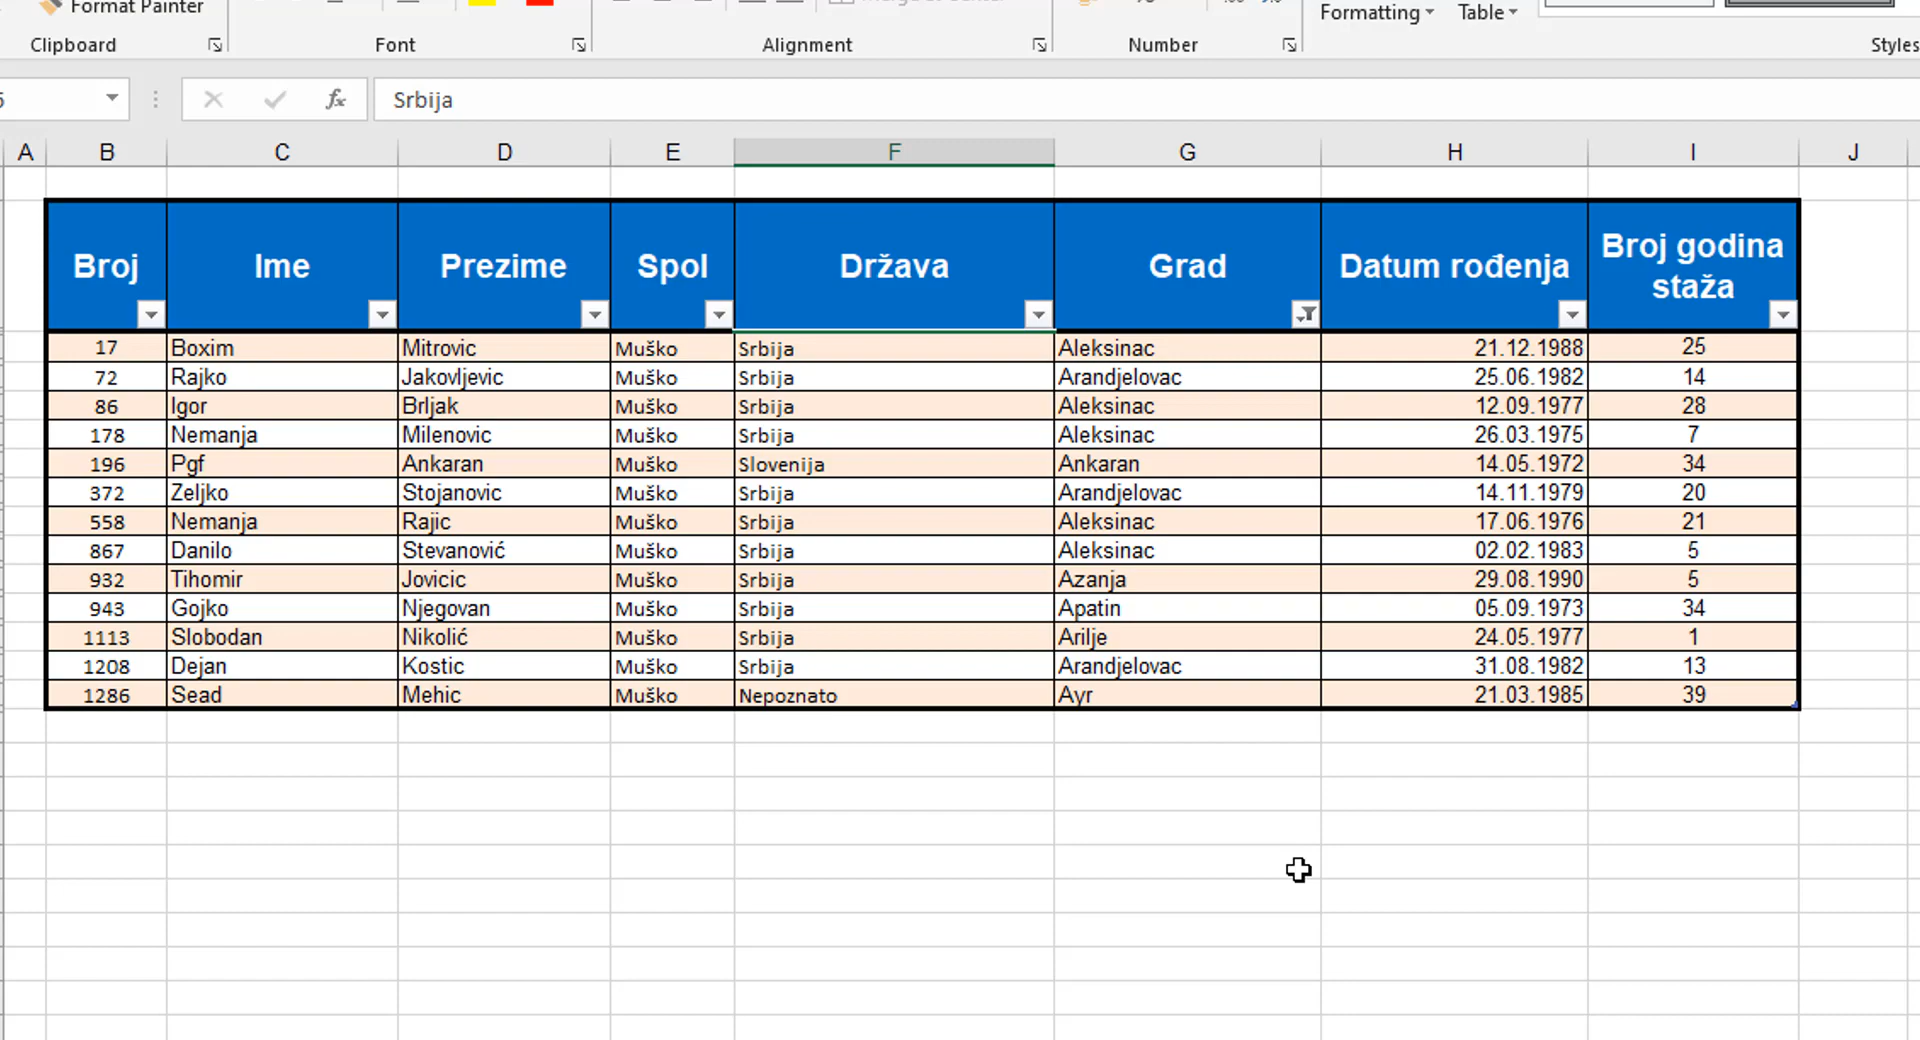 Format Painter
Formatting Table
Clipboard Font Alignment Number Styles
fx Srbija
A B C D E F G H I J
Broj Ime Prezime Spol Država Grad Datum rođenja Broj godina staža
17 Boxim Mitrovic Muško Srbija Aleksinac 21.12.1988 25
72 Rajko Jakovljevic Muško Srbija Arandjelovac 25.06.1982 14
86 Igor Brljak Muško Srbija Aleksinac 12.09.1977 28
178 Nemanja Milenovic Muško Srbija Aleksinac 26.03.1975 7
196 Pgf Ankaran Muško Slovenija Ankaran 14.05.1972 34
372 Zeljko Stojanovic Muško Srbija Arandjelovac 14.11.1979 20
558 Nemanja Rajic Muško Srbija Aleksinac 17.06.1976 21
867 Danilo Stevanović Muško Srbija Aleksinac 02.02.1983 5
932 Tihomir Jovicic Muško Srbija Azanja 29.08.1990 5
943 Gojko Njegovan Muško Srbija Apatin 05.09.1973 34
1113 Slobodan Nikolić Muško Srbija Arilje 24.05.1977 1
1208 Dejan Kostic Muško Srbija Arandjelovac 31.08.1982 13
1286 Sead Mehic Muško Nepoznato Ayr 21.03.1985 39